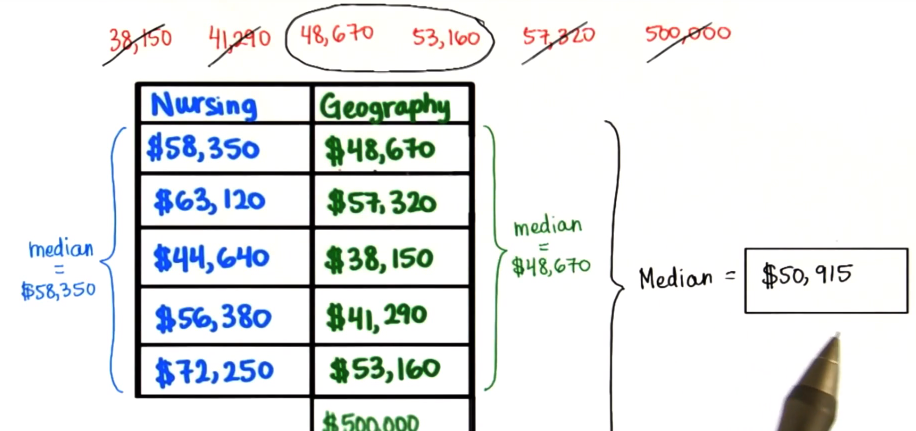 38,150 41,290 48,670 53,160 57,320 500,000
Nursing Geography
$58,350 $48,670
$63,120 $57,320
$44,640 $38,150
$56,380 $41,290
$72,250 $53,160
$500,000
median
=
$58,350
median
=
$48,670
Median = $50,915